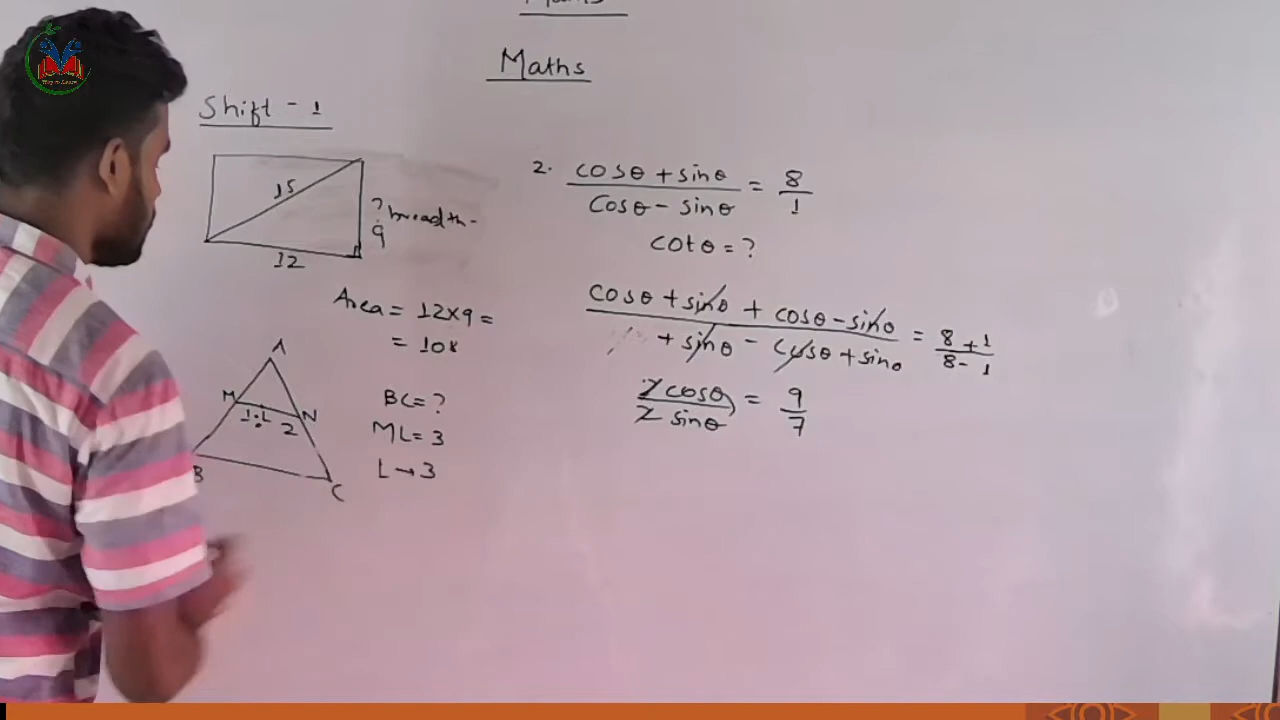 Maths
Shift - 1
15
12
? breadth -
9
Area = 12×9 =
= 108
A
M
N
1 : 2
L
B
C
BC = ?
ML = 3
L → 3
2. cosθ + sinθ / cosθ - sinθ = 8/1
cotθ = ?
cosθ + sinθ + cosθ - sinθ / + sinθ - cosθ + sinθ = 8+1 / 8-1
2cosθ / 2sinθ = 9/7